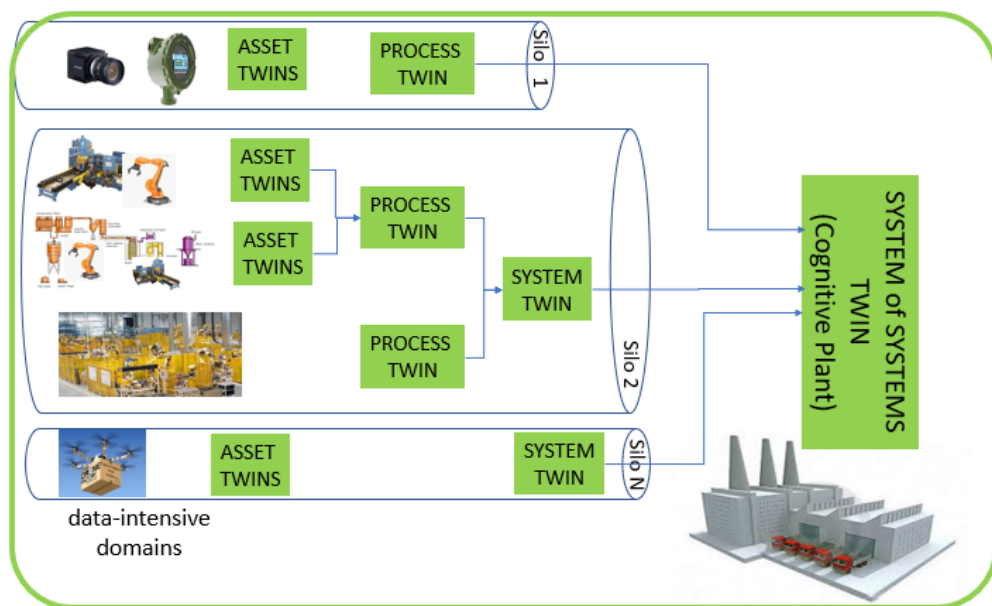 ASSET
TWINS
PROCESS
TWIN
Silo 1
ASSET
TWINS
ASSET
TWINS
PROCESS
TWIN
SYSTEM
TWIN
PROCESS
TWIN
Silo 2
ASSET
TWINS
SYSTEM
TWIN
Silo N
SYSTEM of SYSTEMS
TWIN
(Cognitive Plant)
data-intensive
domains